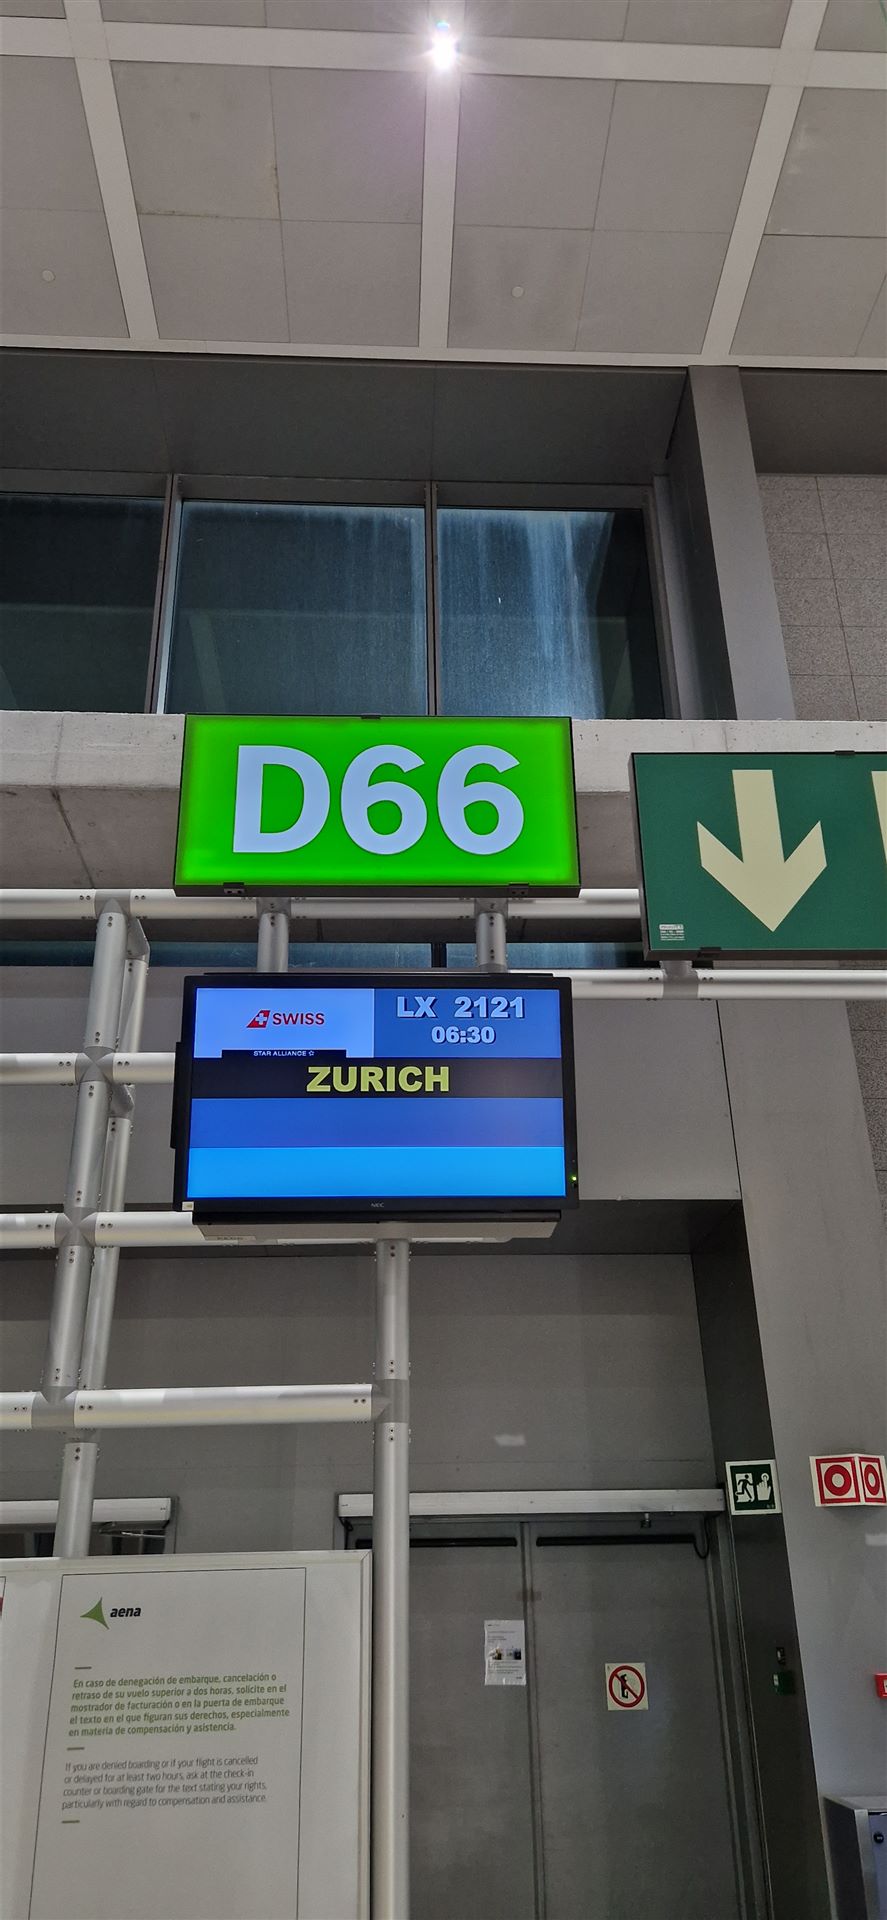 D66
SWISS
LX 2121
06:30
STAR ALLIANCE
ZURICH
NEC
aena
En caso de denegación de embarque, cancelación o
retraso de su vuelo superior a dos horas, solicite en el
mostrador de facturación o en la puerta de embarque
el texto en el que figuran sus derechos, especialmente
en materia de compensación y asistencia.
If you are denied boarding or if your flight is cancelled
or delayed for at least two hours, ask at the check-in
counter or boarding gate for the text stating your rights,
particularly with regard to compensation and assistance.